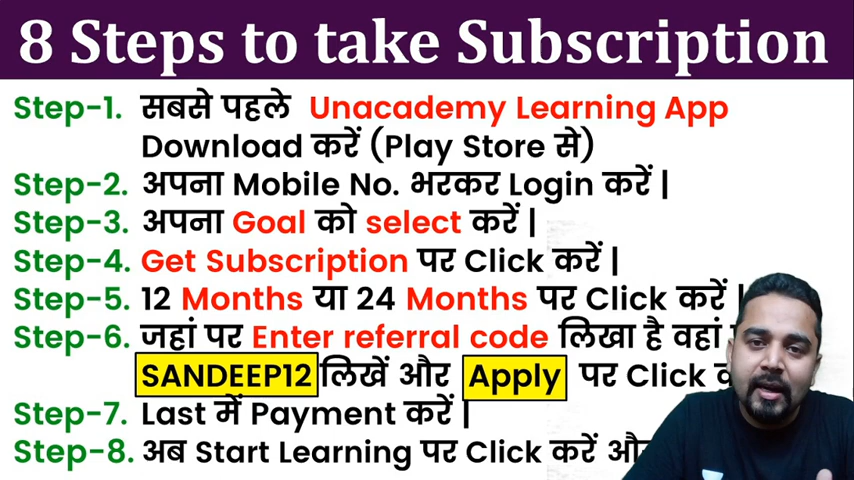 8 Steps to take Subscription
Step-1. सबसे पहले Unacademy Learning App
Download करें (Play Store से)
Step-2. अपना Mobile No. भरकर Login करें |
Step-3. अपना Goal को select करें |
Step-4. Get Subscription पर Click करें |
Step-5. 12 Months या 24 Months पर Click करें |
Step-6. जहां पर Enter referral code लिखा है वहां
SANDEEP12 लिखें और Apply पर Click
Step-7. Last में Payment करें |
Step-8. अब Start Learning पर Click करें